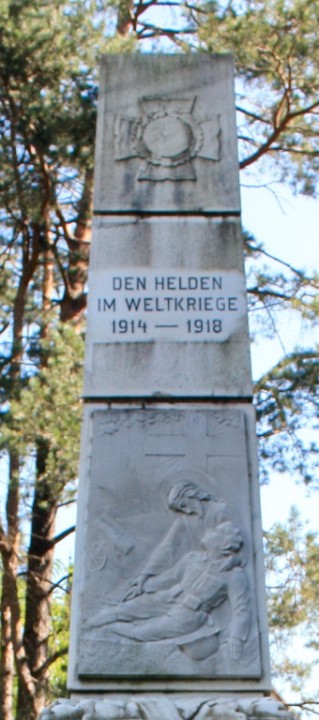 DEN HELDEN
IM WELTKRIEGE
1914 — 1918